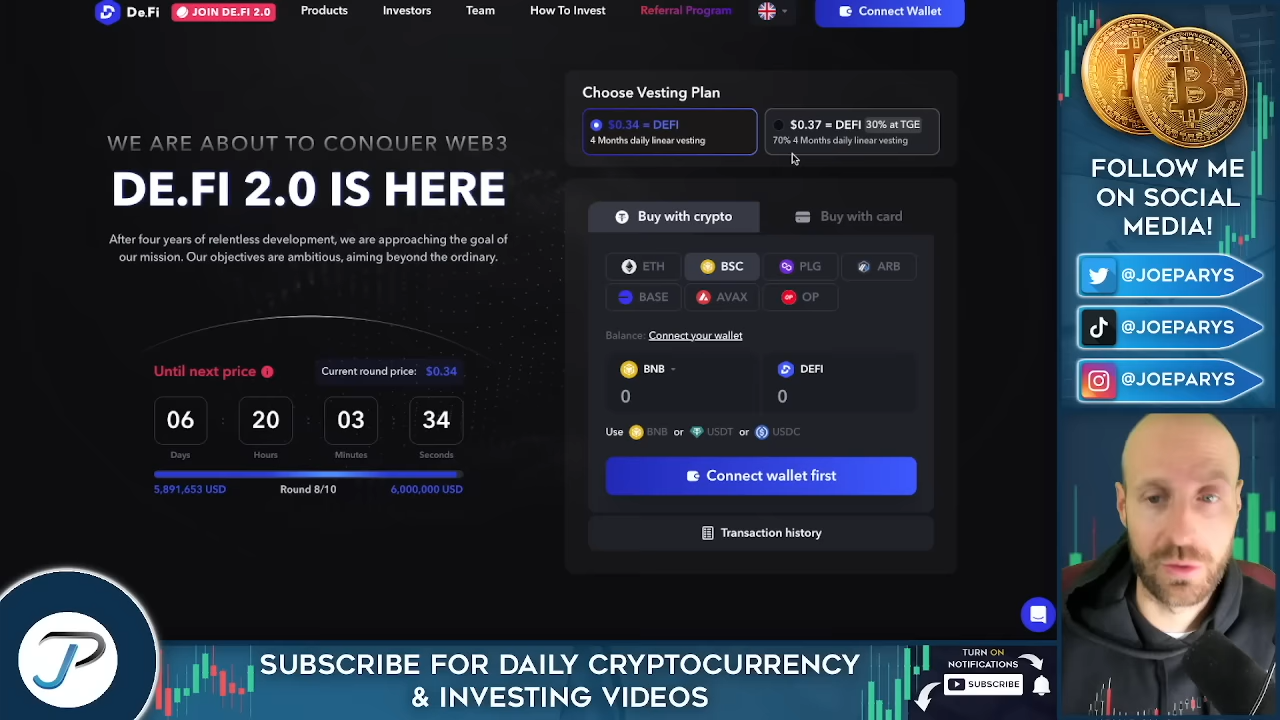 De.Fi
JOIN DE.FI 2.0
Products
Investors
Team
How To Invest
Referral Program
Connect Wallet
WE ARE ABOUT TO CONQUER WEB3
DE.FI 2.0 IS HERE
After four years of relentless development, we are approaching the goal of
our mission. Our objectives are ambitious, aiming beyond the ordinary.
Until next price
Current round price: $0.34
06 : 20 : 03 : 34
Days Hours Minutes Seconds
5,891,653 USD Round 8/10 6,000,000 USD
Choose Vesting Plan
$0.34 = DEFI
4 Months daily linear vesting
$0.37 = DEFI 30% at TGE
70% 4 Months daily linear vesting
Buy with crypto
Buy with card
ETH BSC PLG ARB
BASE AVAX OP
Balance: Connect your wallet
BNB
0
DEFI
0
Use BNB or USDT or USDC
Connect wallet first
Transaction history
FOLLOW ME
ON SOCIAL
MEDIA!
@JOEPARYS
@JOEPARYS
@JOEPARYS
SUBSCRIBE FOR DAILY CRYPTOCURRENCY
& INVESTING VIDEOS
TURN ON
NOTIFICATIONS
SUBSCRIBE